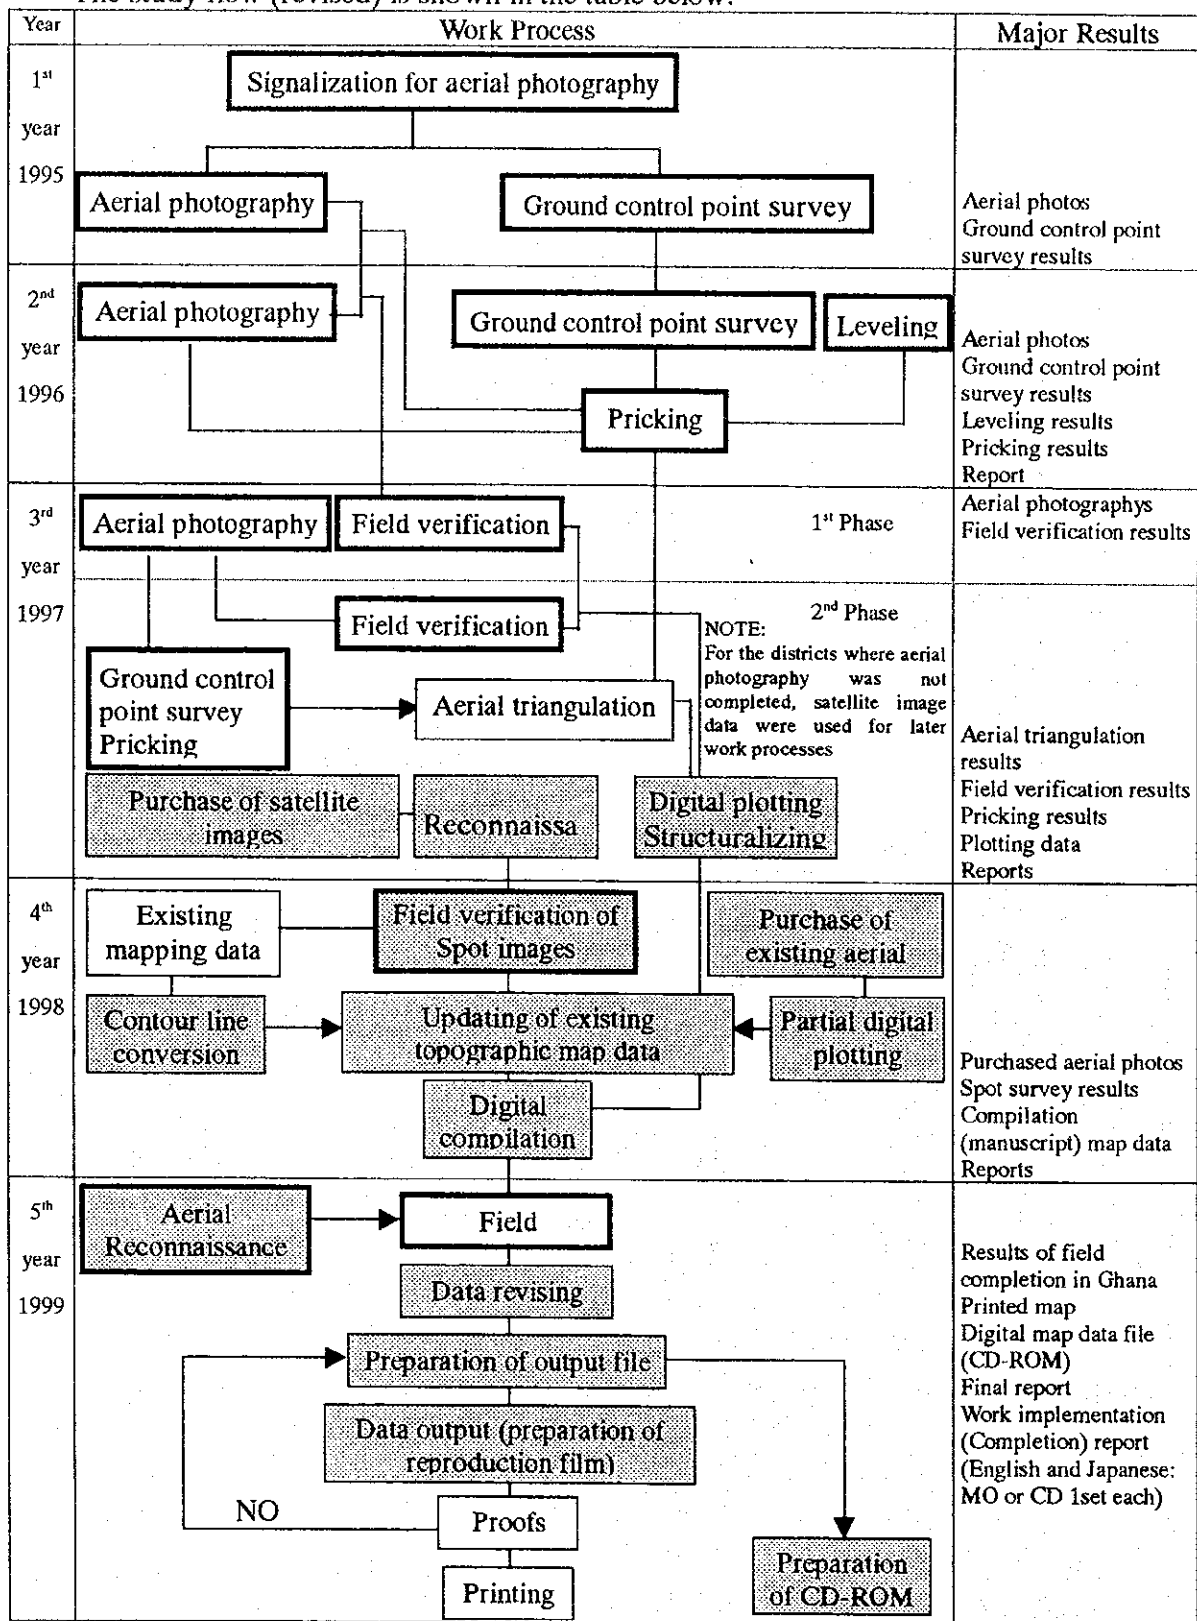 The study flow (revised) is shown in the table below.
Year
Work Process
Major Results
1st
year
1995
Signalization for aerial photography
Aerial photography
Ground control point survey
Aerial photos
Ground control point
survey results
2nd
year
1996
Aerial photography
Ground control point survey
Leveling
Pricking
Aerial photos
Ground control point
survey results
Leveling results
Pricking results
Report
3rd
year
1997
Aerial photography
Field verification
1st Phase
Aerial photographys
Field verification results
Field verification
2nd Phase
NOTE:
For the districts where aerial
photography was not
completed, satellite image
data were used for later
work processes
Ground control
point survey
Pricking
Aerial triangulation
Purchase of satellite
images
Reconnaissa
Digital plotting
Structuralizing
Aerial triangulation
results
Field verification results
Pricking results
Plotting data
Reports
4th
year
1998
Existing
mapping data
Field verification of
Spot images
Purchase of
existing aerial
Contour line
conversion
Updating of existing
topographic map data
Partial digital
plotting
Digital
compilation
Purchased aerial photos
Spot survey results
Compilation
(manuscript) map data
Reports
5th
year
1999
Aerial
Reconnaissance
Field
Data revising
Preparation of output file
Data output (preparation of
reproduction film)
NO
Proofs
Printing
Preparation
of CD-ROM
Results of field
completion in Ghana
Printed map
Digital map data file
(CD-ROM)
Final report
Work implementation
(Completion) report
(English and Japanese:
MO or CD 1set each)